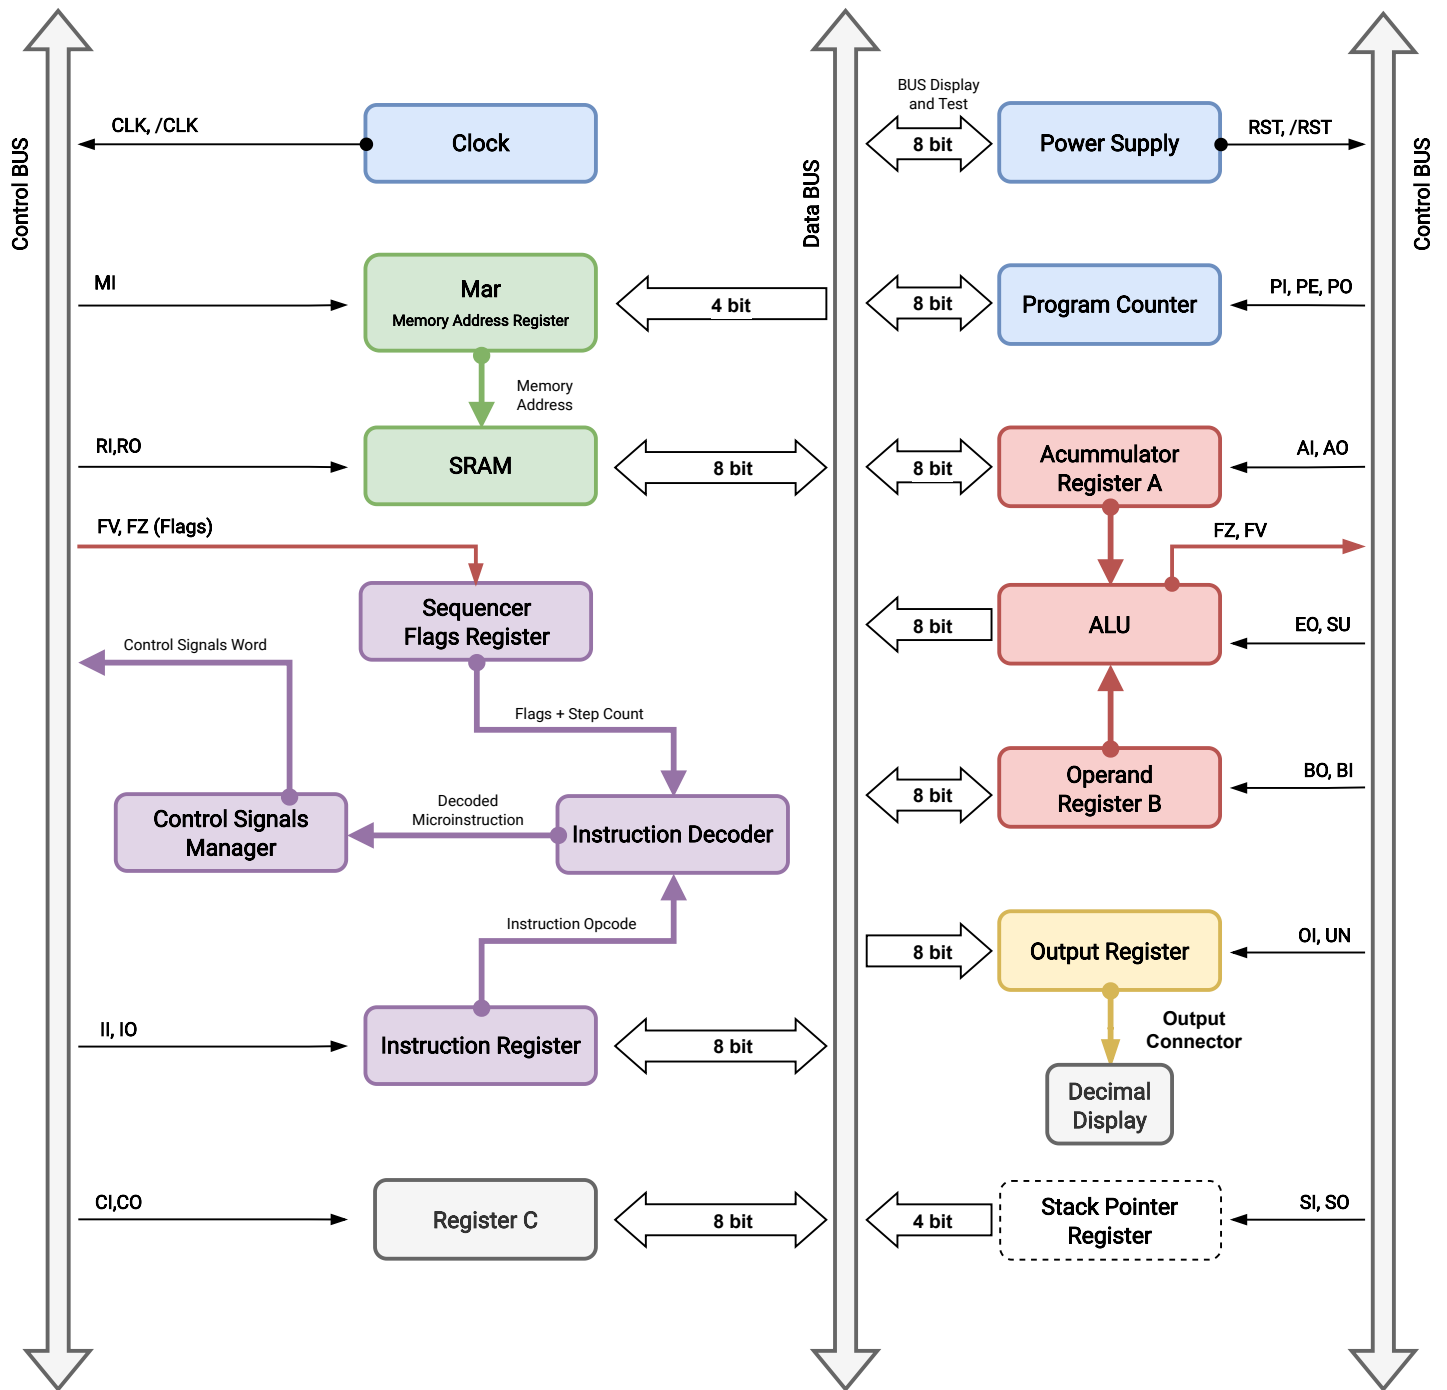 Control BUS
CLK, /CLK
Clock
Data BUS
BUS Display
and Test
8 bit
Power Supply
RST, /RST
Control BUS
MI
Mar
Memory Address Register
4 bit
8 bit
Program Counter
PI, PE, PO
Memory
Address
RI,RO
SRAM
8 bit
8 bit
Acummulator
Register A
AI, AO
FV, FZ (Flags)
FZ, FV
Sequencer
Flags Register
8 bit
ALU
EO, SU
Control Signals Word
Flags + Step Count
Control Signals
Manager
Decoded
Microinstruction
Instruction Decoder
8 bit
Operand
Register B
BO, BI
Instruction Opcode
8 bit
Output Register
OI, UN
Output
Connector
II, IO
Instruction Register
8 bit
Decimal
Display
CI,CO
Register C
8 bit
4 bit
Stack Pointer
Register
SI, SO